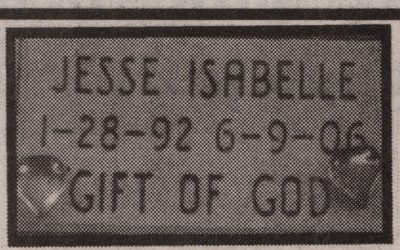 JESSE ISABELLE
1-28-92 6-9-06
GIFT OF GOD